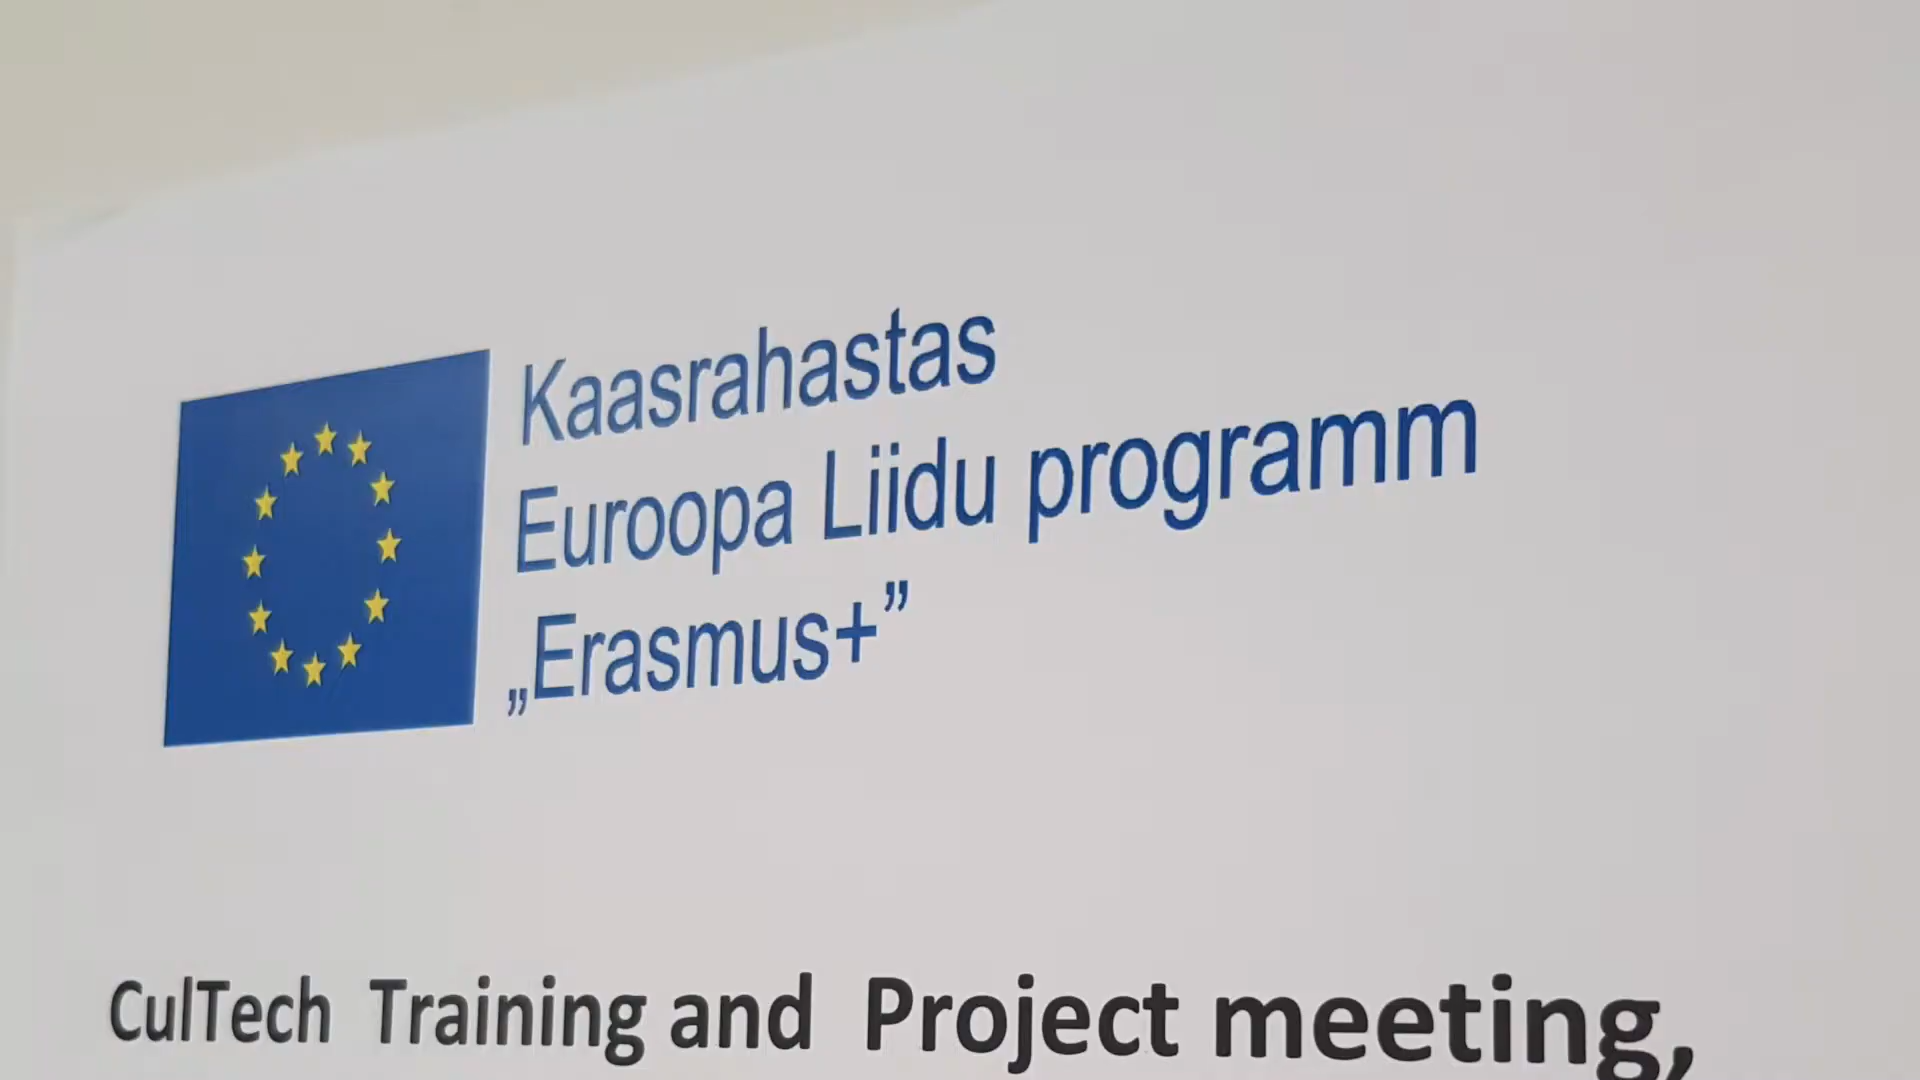 Kaasrahastas
Euroopa Liidu programm
„Erasmus+”
CulTech Training and Project meeting,